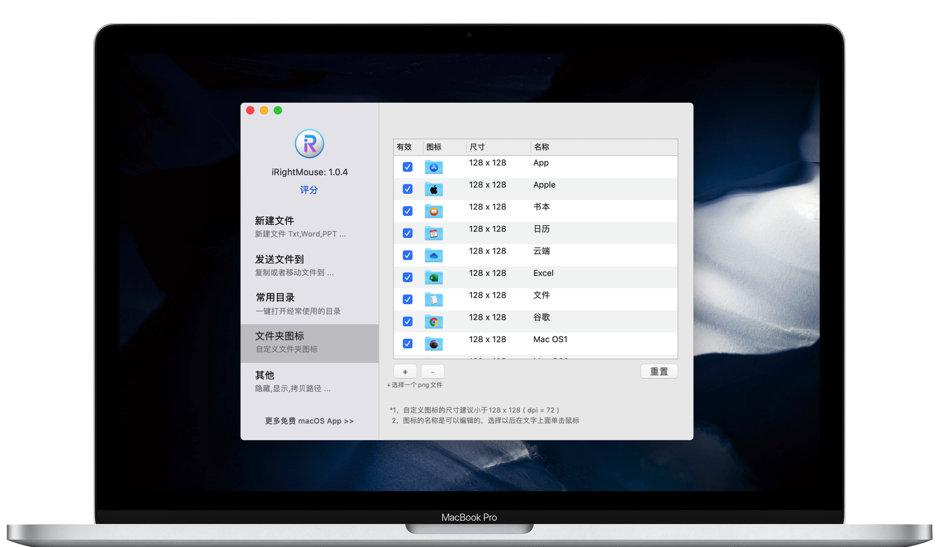 iRightMouse: 1.0.4
评分
新建文件
新建文件 Txt,Word,PPT ...
发送文件到
复制或者移动文件到 ...
常用目录
一键打开经常使用的目录
文件夹图标
自定义文件夹图标
其他
隐藏,显示,拷贝路径 ...
更多免费 macOS App >>
有效 图标 尺寸 名称
128 x 128 App
128 x 128 Apple
128 x 128 书本
128 x 128 日历
128 x 128 云端
128 x 128 Excel
128 x 128 文件
128 x 128 谷歌
128 x 128 Mac OS1
+ -
重置
+选择一个png文件
*1, 自定义图标的尺寸建议小于128 x 128 ( dpi = 72 )
2, 图标的名称是可以编辑的, 选择以后在文字上面单击鼠标
MacBook Pro